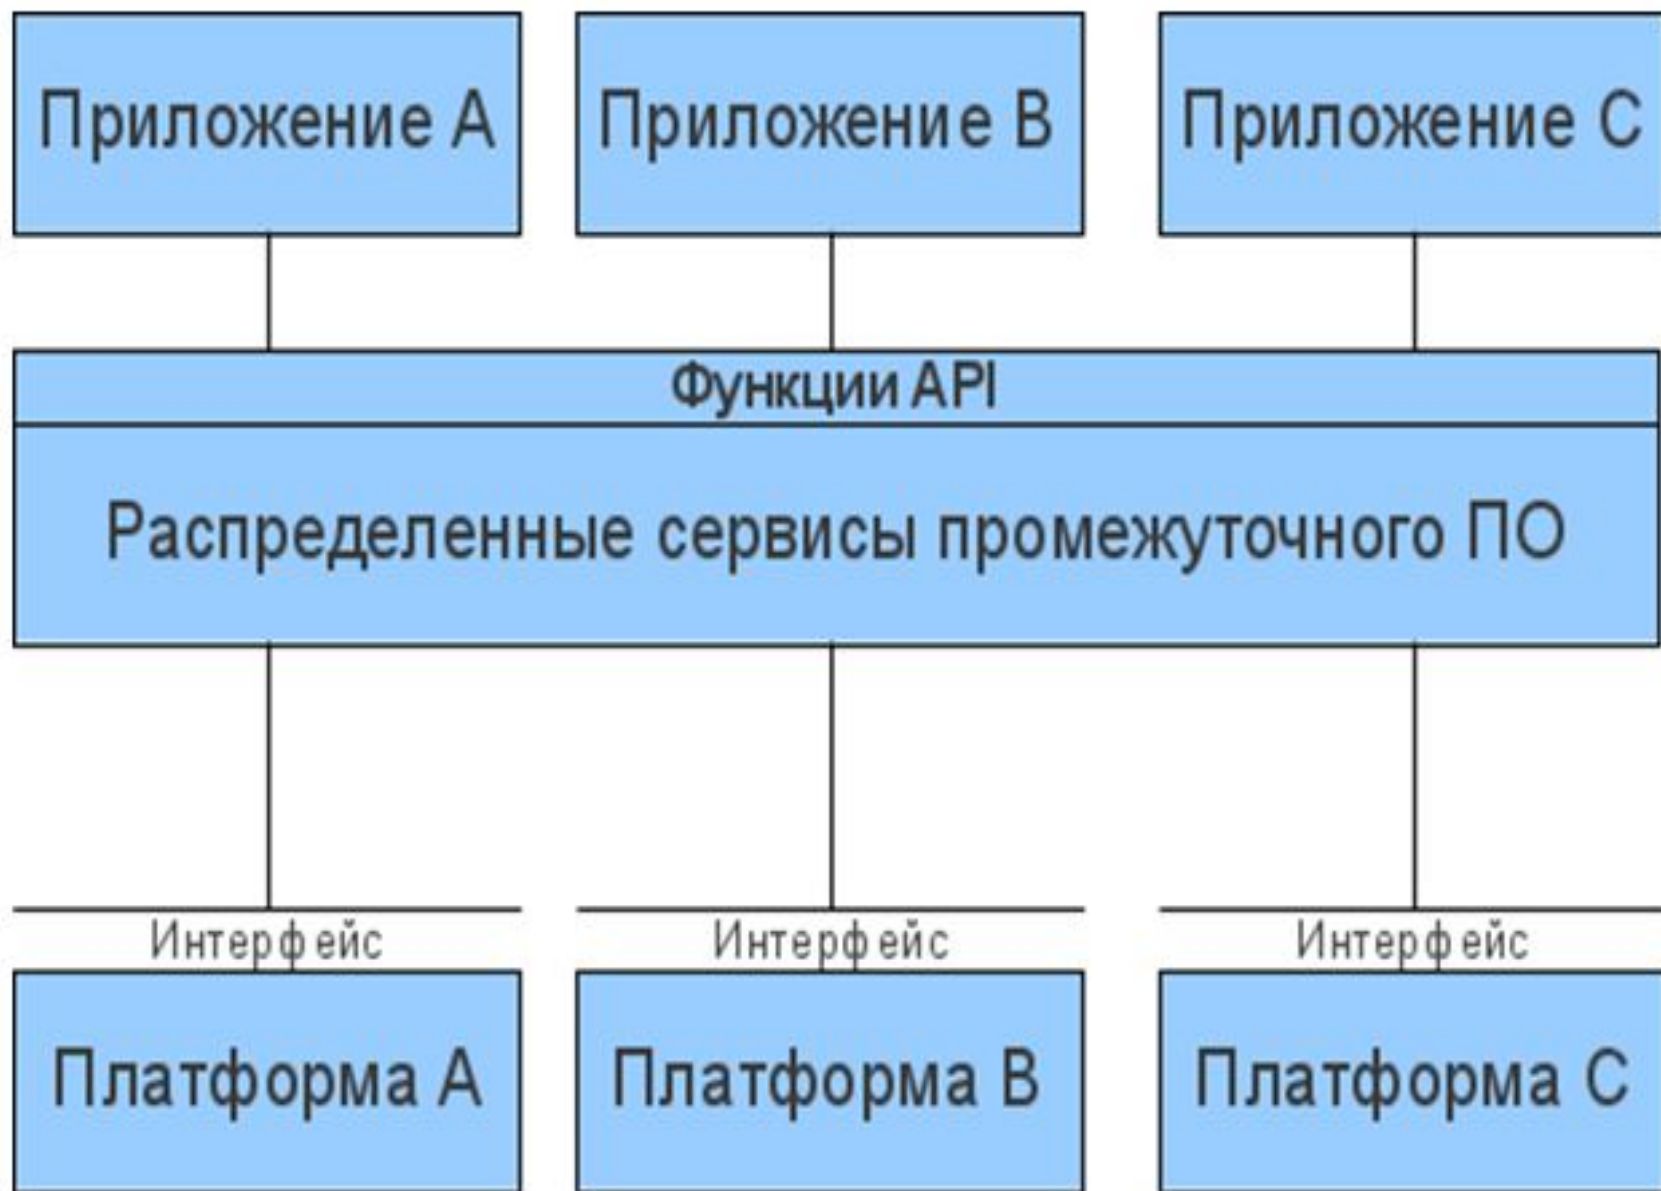 Приложение A
Приложение B
Приложение C
Функции API
Распределенные сервисы промежуточного ПО
Интерфейс
Интерфейс
Интерфейс
Платформа A
Платформа B
Платформа C